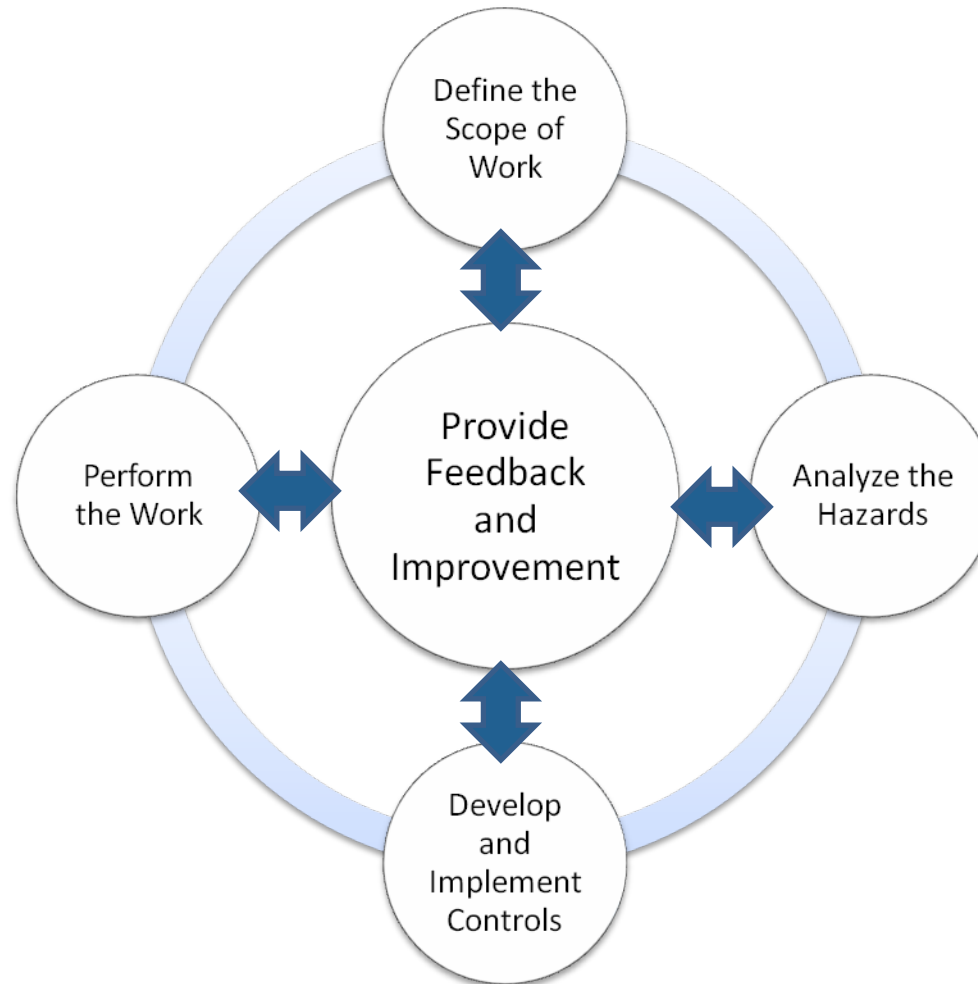 Define the
Scope of
Work
Provide
Feedback
and
Improvement
Perform
the Work
Analyze the
Hazards
Develop
and
Implement
Controls